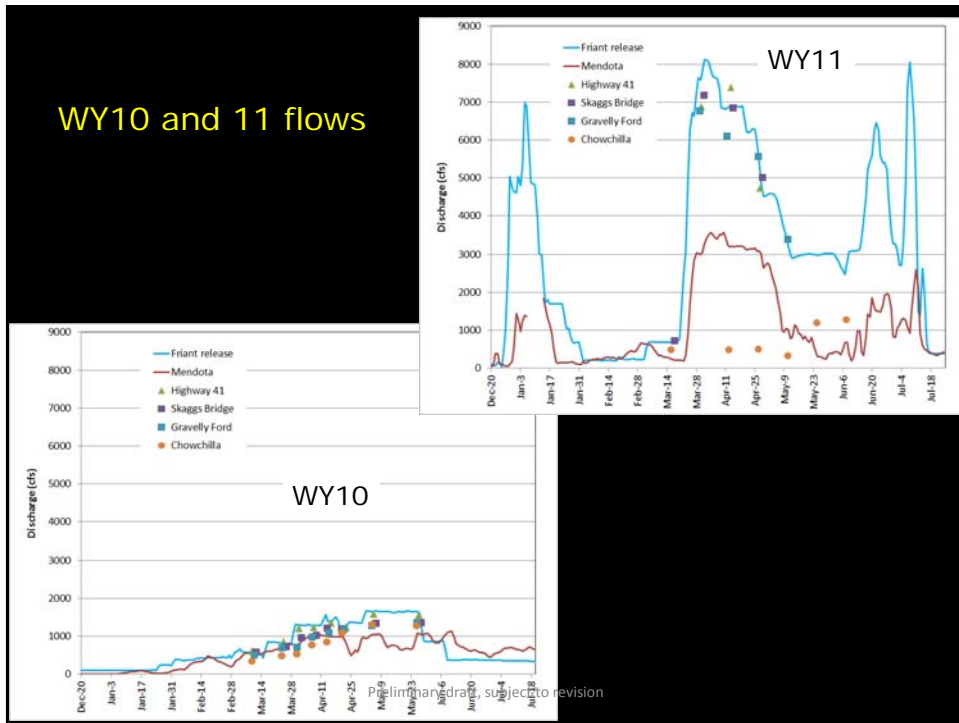 WY10 and 11 flows
WY11
9000
8000
7000
6000
5000
4000
3000
2000
1000
0
Discharge (cfs)
Friant release
Mendota
Highway 41
Skaggs Bridge
Gravelly Ford
Chowchilla
Dec-20
Jan-3
Jan-17
Jan-31
Feb-14
Feb-28
Mar-14
Mar-28
Apr-11
Apr-25
May-9
May-23
Jun-6
Jun-20
Jul-4
Jul-18
WY10
9000
8000
7000
6000
5000
4000
3000
2000
1000
0
Discharge (cfs)
Friant release
Mendota
Highway 41
Skaggs Bridge
Gravelly Ford
Chowchilla
Dec-20
Jan-3
Jan-17
Jan-31
Feb-14
Feb-28
Mar-14
Mar-28
Apr-11
Apr-25
May-9
May-23
Jun-6
Jun-20
Jul-4
Jul-18
Preliminary draft, subject to revision